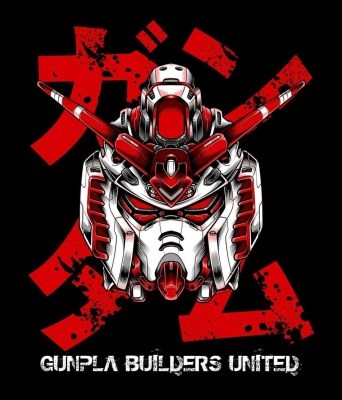 ガン
ダム
GUNPLA BUILDERS UNITED